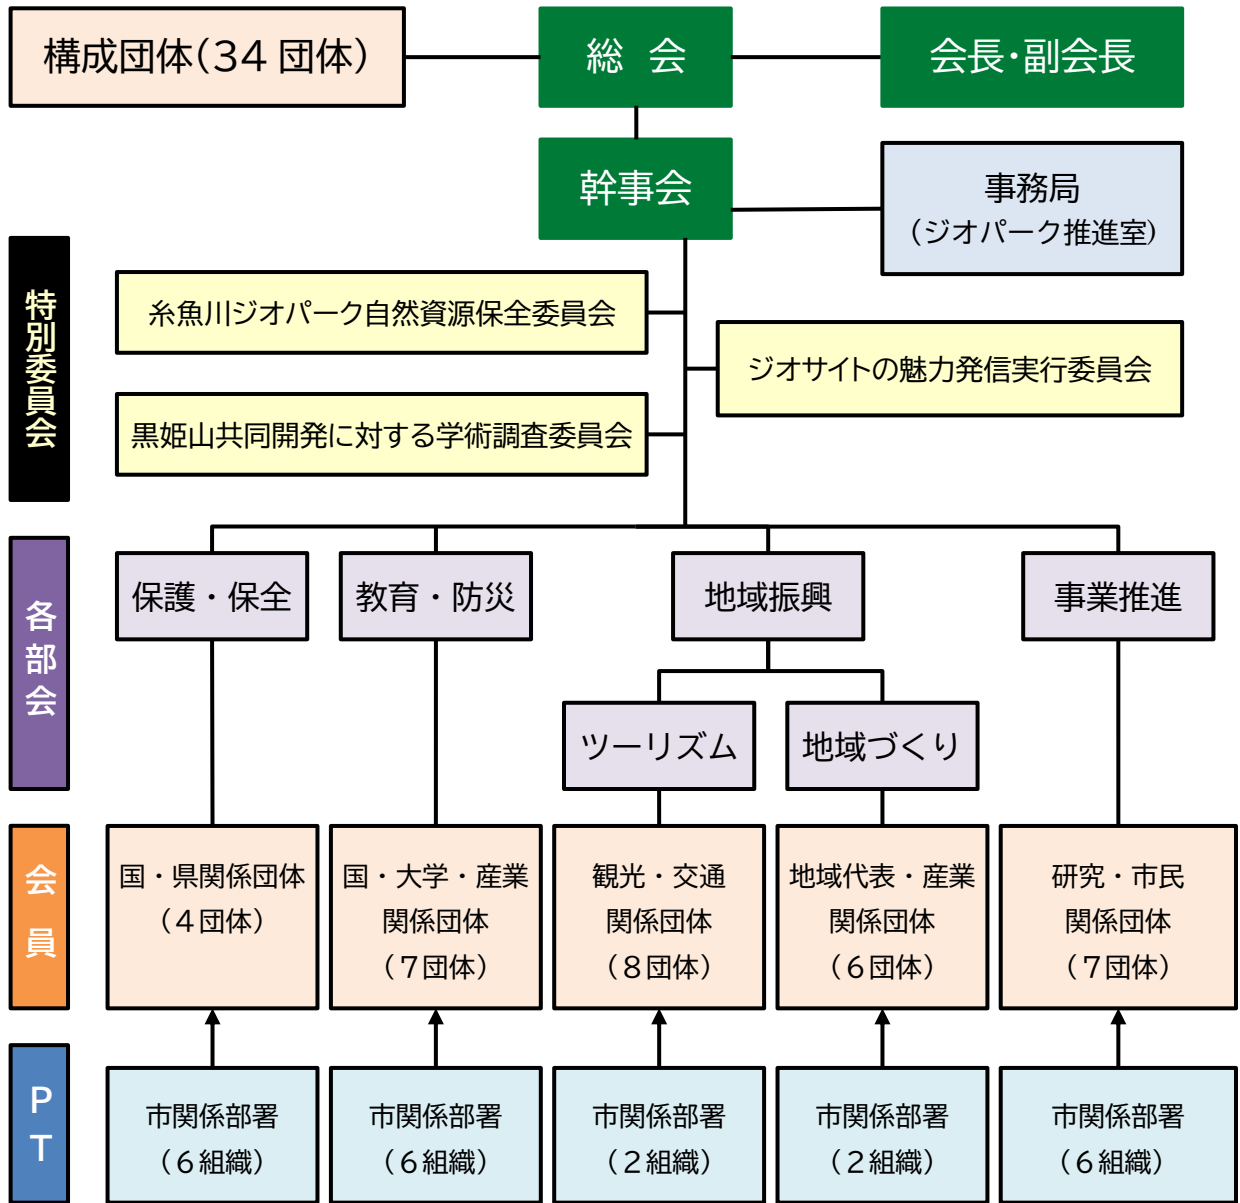 構成団体(34 団体)
総 会
会長・副会長
幹事会
事務局
(ジオパーク推進室)
特別委員会
糸魚川ジオパーク自然資源保全委員会
ジオサイトの魅力発信実行委員会
黒姫山共同開発に対する学術調査委員会
各部会
保護・保全
教育・防災
地域振興
事業推進
ツーリズム
地域づくり
会員
国・県関係団体
(4団体)
国・大学・産業
関係団体
(7団体)
観光・交通
関係団体
(8団体)
地域代表・産業
関係団体
(6団体)
研究・市民
関係団体
(7団体)
PT
市関係部署
(6組織)
市関係部署
(6組織)
市関係部署
(2組織)
市関係部署
(2組織)
市関係部署
(6組織)